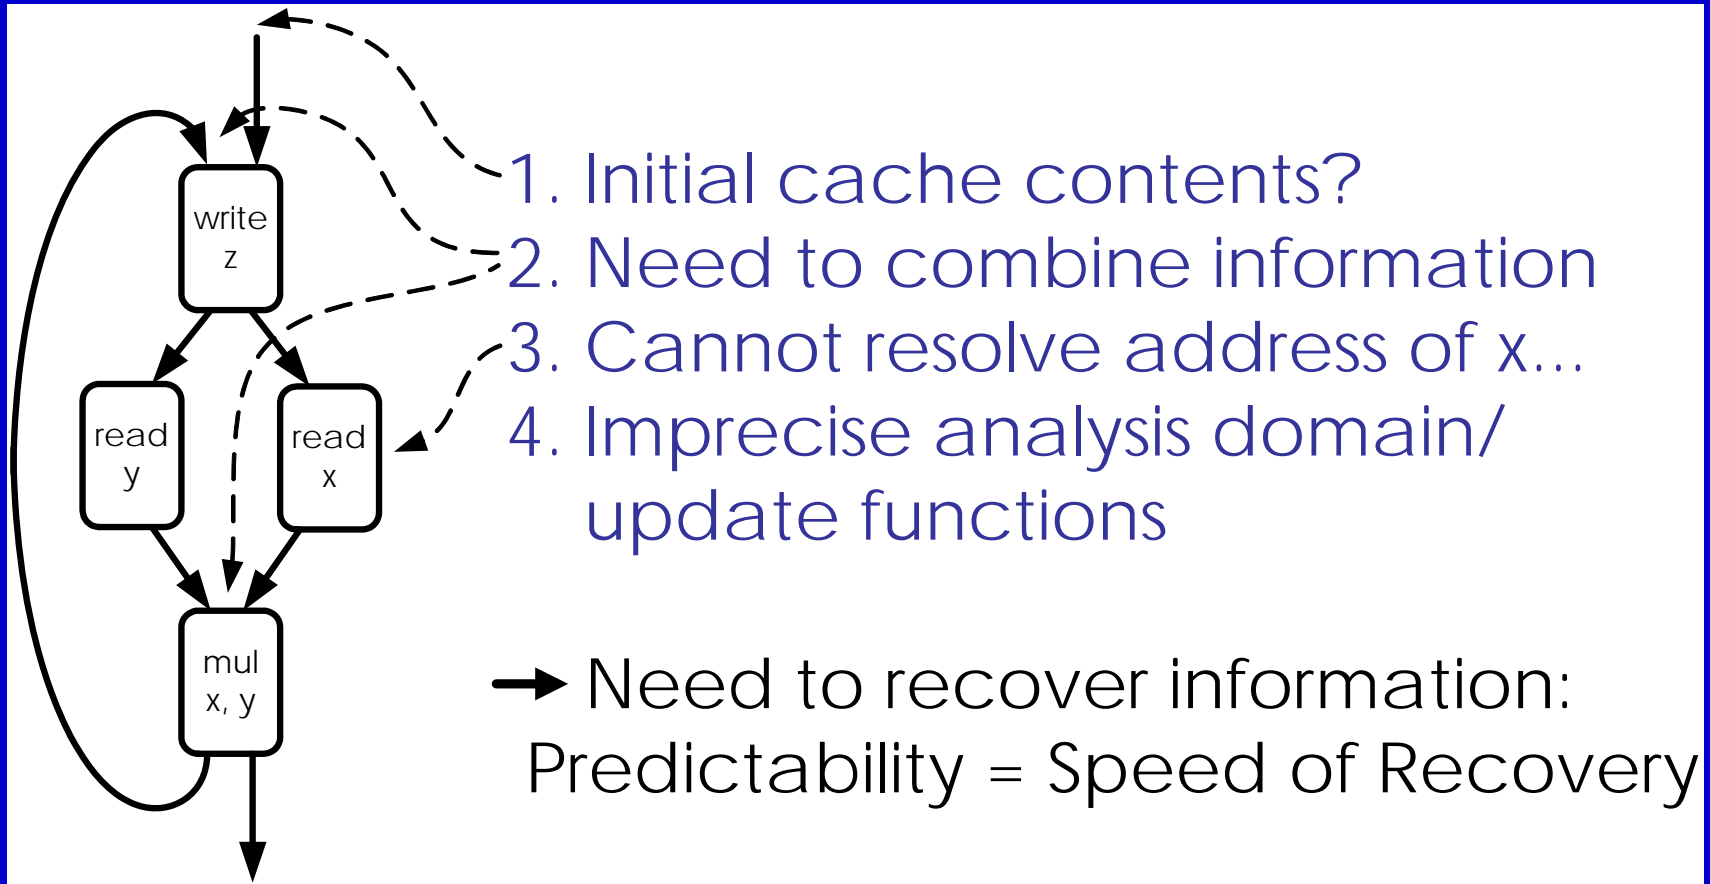 1. Initial cache contents?
write
z
2. Need to combine information
3. Cannot resolve address of x...
read
y
read
x
4. Imprecise analysis domain/
update functions
mul
x, y
Need to recover information:
Predictability = Speed of Recovery